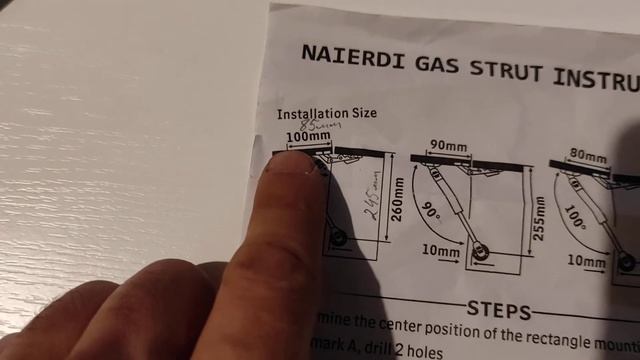 NAIERDI GAS STRUT INSTRU
Installation Size
85mm
100mm
245mm
260mm
90mm
90°
10mm
255mm
80mm
100°
10mm
STEPS
mine the center position of the rectangle mounti
mark A, drill 2 holes